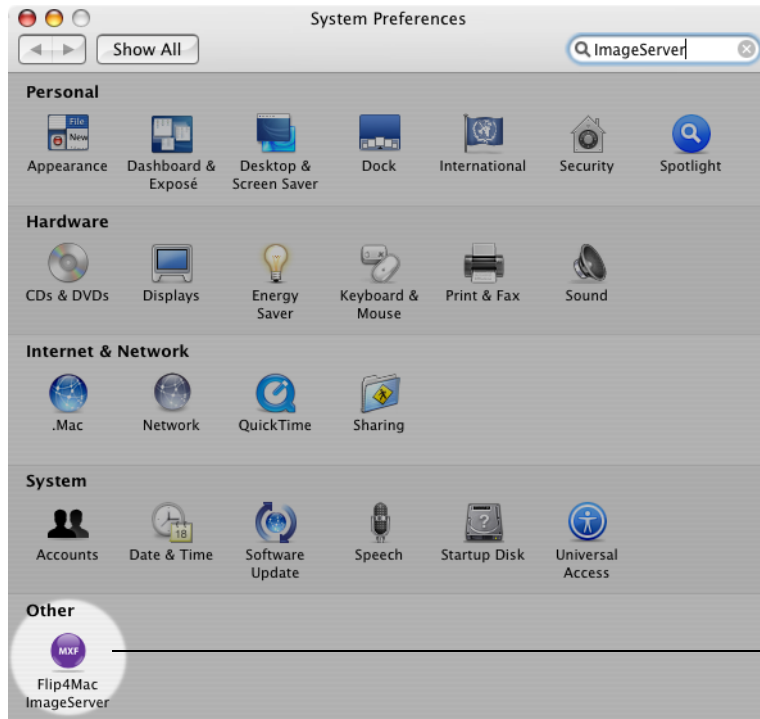 System Preferences
Show All
ImageServer
Personal
File
New
Appearance
Dashboard &
Exposé
Desktop &
Screen Saver
Dock
International
Security
Spotlight
Hardware
CDs & DVDs
Displays
Energy
Saver
Keyboard &
Mouse
Print & Fax
Sound
Internet & Network
.Mac
Network
QuickTime
Sharing
System
18
?
Accounts
Date & Time
Software
Update
Speech
Startup Disk
Universal
Access
Other
MXF
Flip4Mac
ImageServer